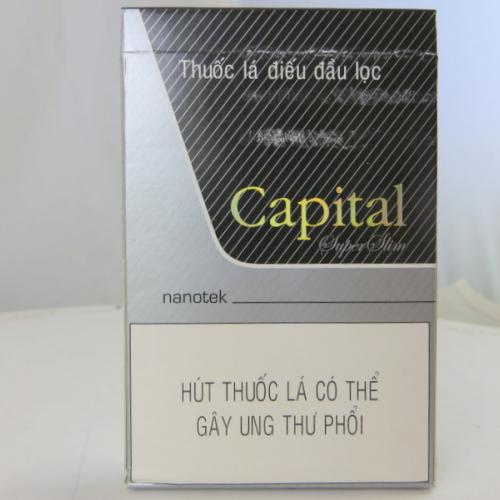 Thuốc lá điếu đầu lọc
Capital
Super Slim
nanotek
HÚT THUỐC LÁ CÓ THỂ
GÂY UNG THƯ PHỔI